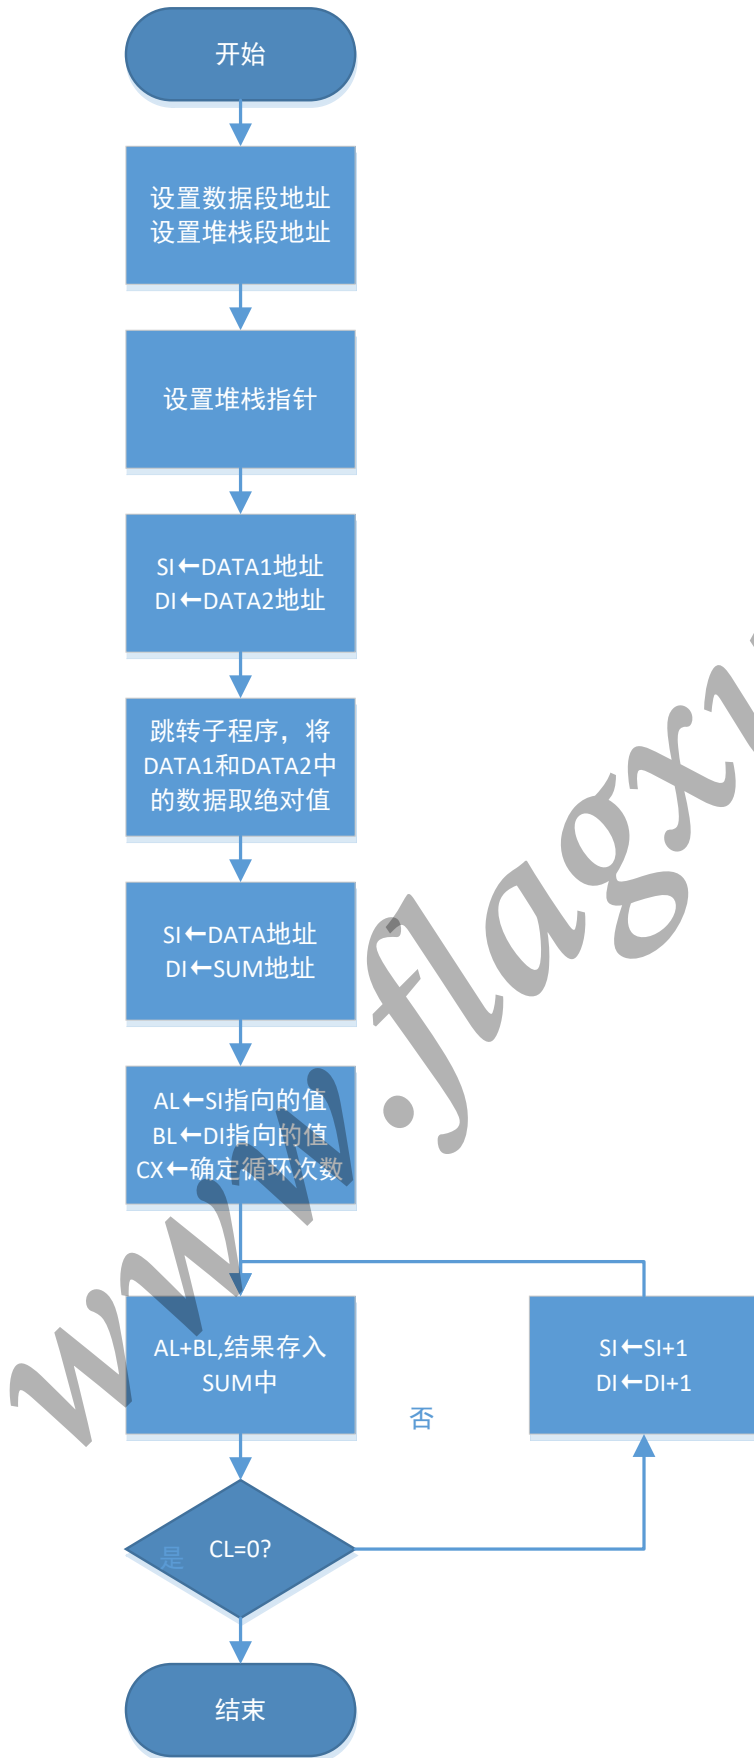 开始
设置数据段地址
设置堆栈段地址
设置堆栈指针
SI←DATA1地址
DI←DATA2地址
跳转子程序，将
DATA1和DATA2中
的数据取绝对值
SI←DATA地址
DI←SUM地址
AL←SI指向的值
BL←DI指向的值
CX←确定循环次数
AL+BL,结果存入
SUM中
SI←SI+1
DI←DI+1
否
CL=0?
是
结束
www.flagx